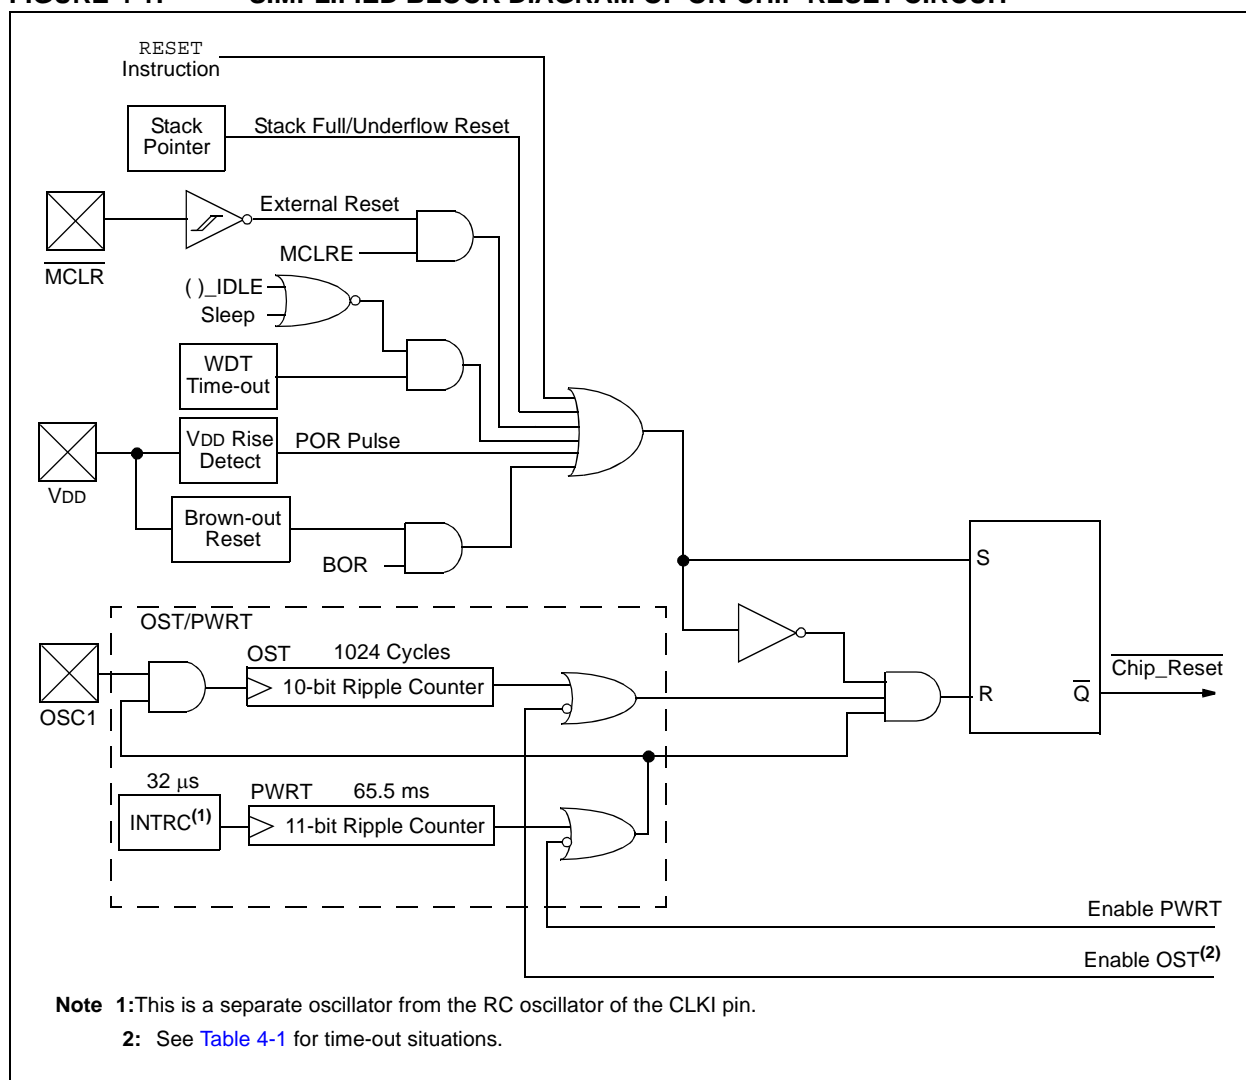 RESET
Instruction
Stack
Pointer
Stack Full/Underflow Reset
External Reset
MCLRE
MCLR
( )_IDLE
Sleep
WDT
Time-out
VDD Rise
Detect
POR Pulse
VDD
Brown-out
Reset
BOR
S
OST/PWRT
OST
1024 Cycles
10-bit Ripple Counter
OSC1
Chip_Reset
R
Q
32 μs
PWRT
65.5 ms
INTRC(1)
11-bit Ripple Counter
Enable PWRT
Enable OST(2)
Note 1:This is a separate oscillator from the RC oscillator of the CLKI pin.
2: See Table 4-1 for time-out situations.